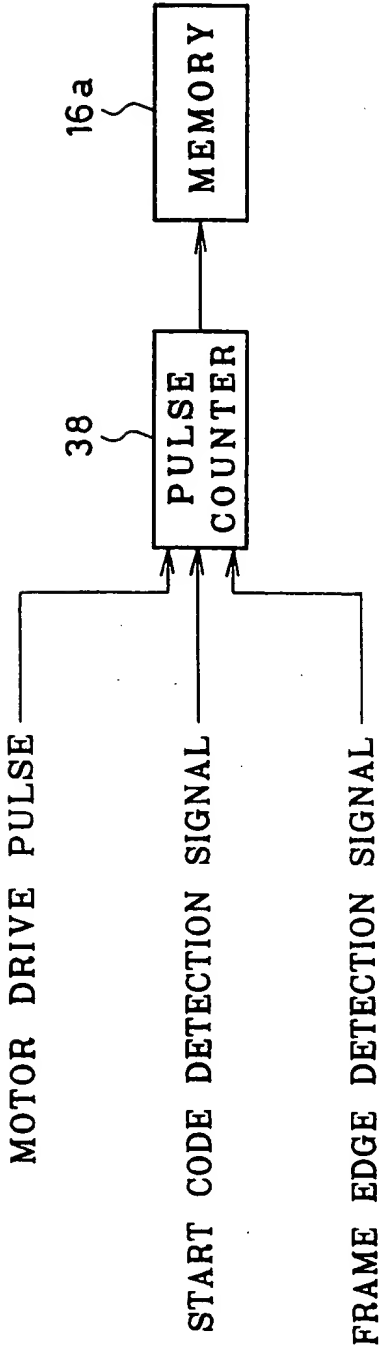 MOTOR DRIVE PULSE
START CODE DETECTION SIGNAL
FRAME EDGE DETECTION SIGNAL
38
PULSE
COUNTER
16a
MEMORY